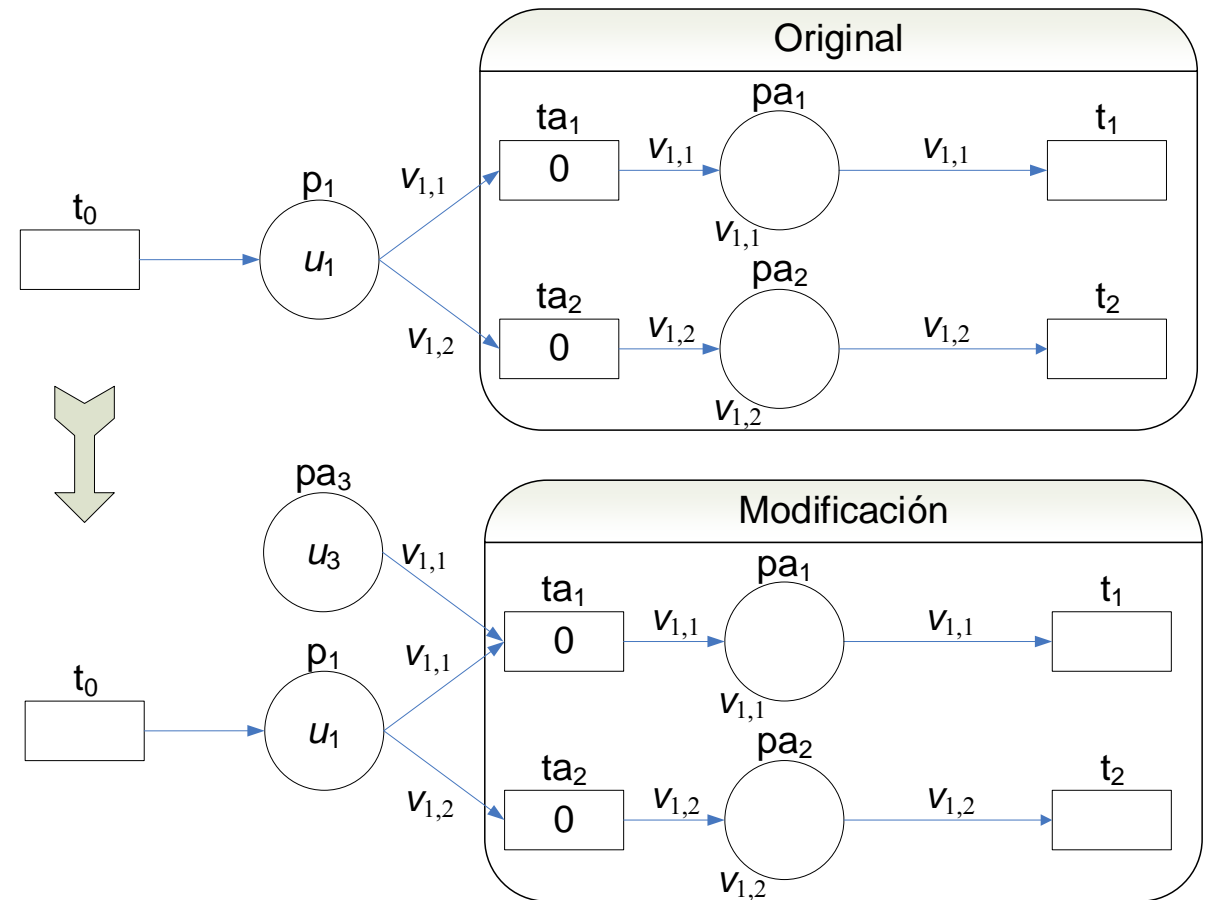 Original
ta₁ pa₁ t₁
v₁,₁ 0 v₁,₁ v₁,₁
t₀ p₁ v₁,₁
u₁ ta₂ pa₂ t₂
v₁,₂ 0 v₁,₂ v₁,₂
v₁,₂
pa₃ Modificación
u₃ v₁,₁ ta₁ pa₁ t₁
0 v₁,₁ v₁,₁
t₀ p₁ v₁,₁ v₁,₁
u₁ ta₂ pa₂ t₂
v₁,₂ 0 v₁,₂ v₁,₂
v₁,₂